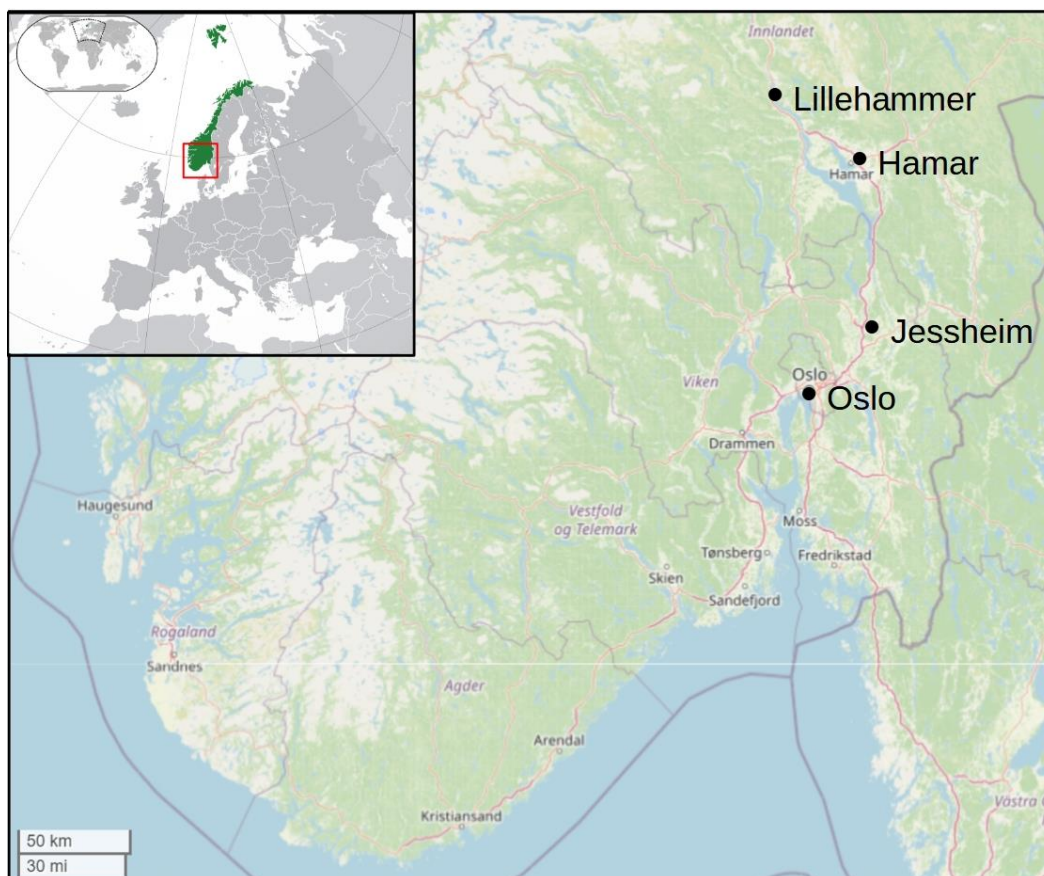 Innlandet
Lillehammer
Hamar
Hamar
Jessheim
Oslo
Oslo
Viken
Drammen
Haugesund
Vestfold
og Telemark
Moss
Tønsberg
Fredrikstad
Skien
Sandefjord
Rogaland
Sandnes
Agder
Arendal
Kristiansand
Västra
50 km
30 mi